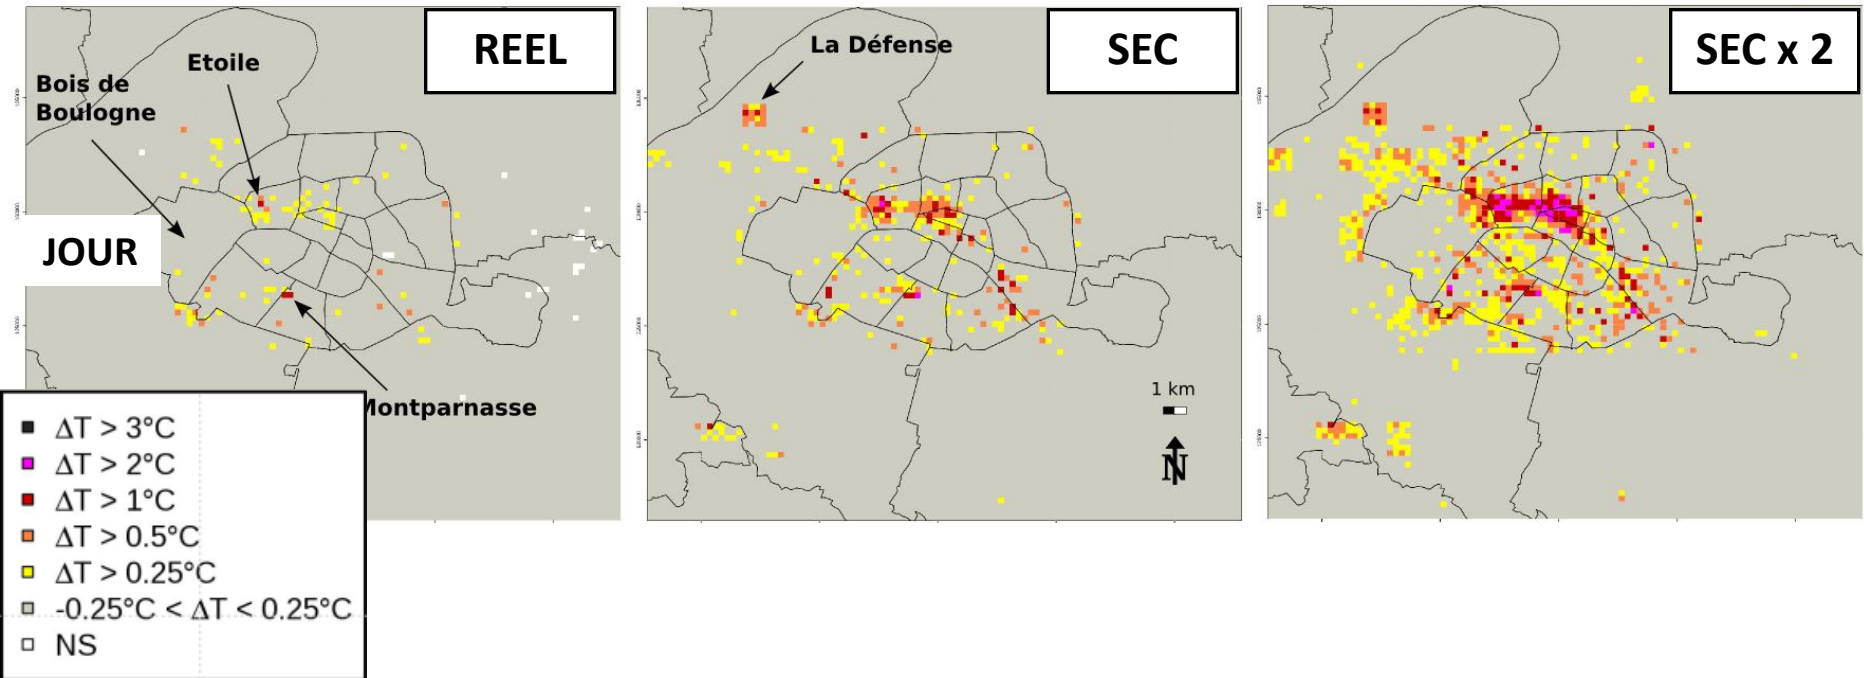 REEL
Etoile
Bois de
Boulogne
JOUR
Montparnasse
La Défense
SEC
1 km
N
SEC x 2
ΔT > 3°C
ΔT > 2°C
ΔT > 1°C
ΔT > 0.5°C
ΔT > 0.25°C
-0.25°C < ΔT < 0.25°C
NS